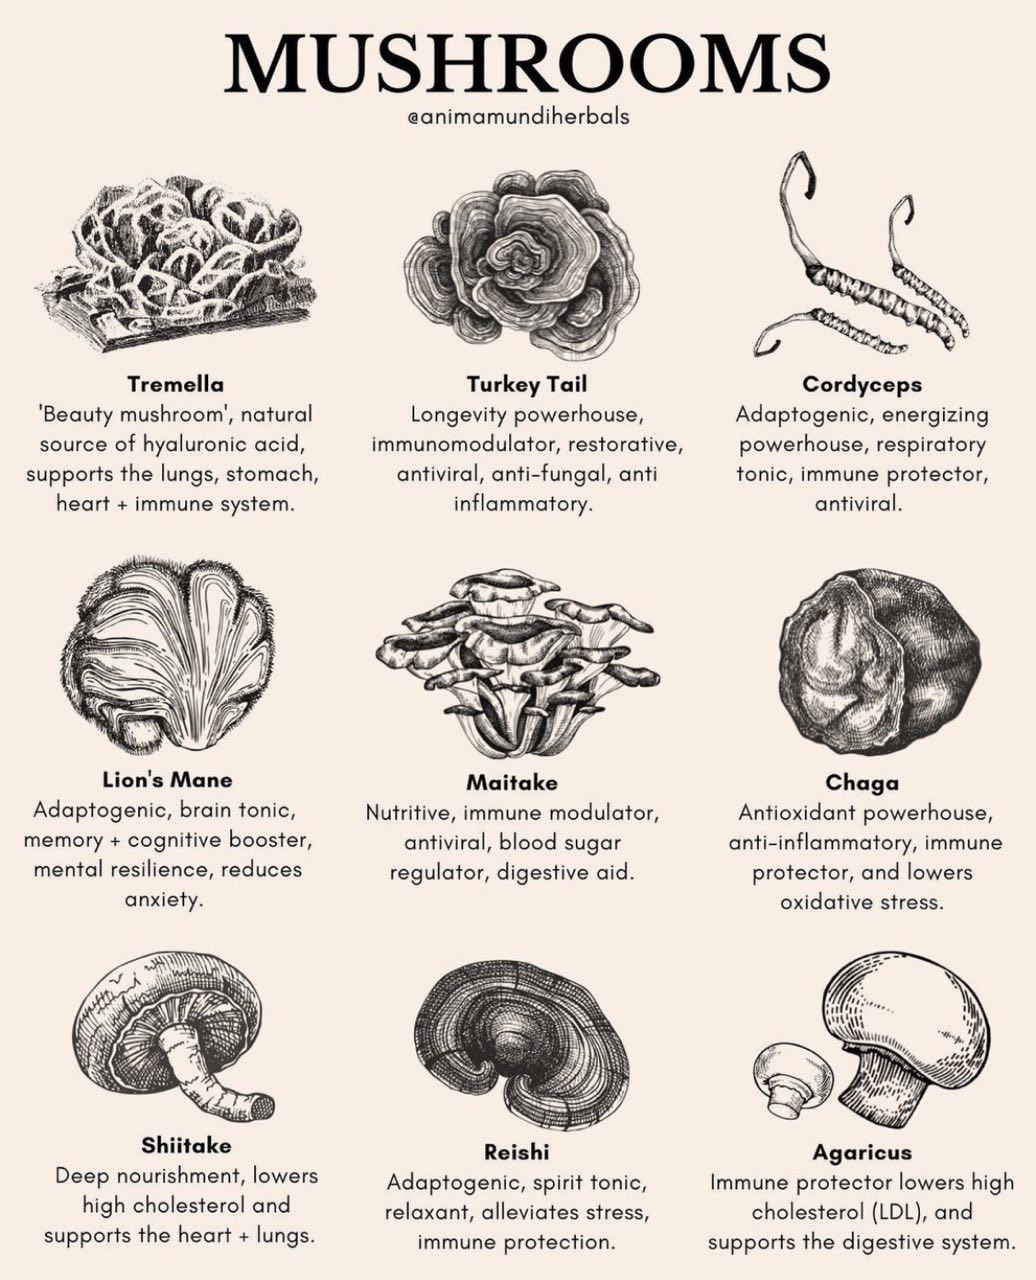 MUSHROOMS
@animamundiherbals
Tremella
'Beauty mushroom', natural
source of hyaluronic acid,
supports the lungs, stomach,
heart + immune system.
Turkey Tail
Longevity powerhouse,
immunomodulator, restorative,
antiviral, anti-fungal, anti
inflammatory.
Cordyceps
Adaptogenic, energizing
powerhouse, respiratory
tonic, immune protector,
antiviral.
Lion's Mane
Adaptogenic, brain tonic,
memory + cognitive booster,
mental resilience, reduces
anxiety.
Maitake
Nutritive, immune modulator,
antiviral, blood sugar
regulator, digestive aid.
Chaga
Antioxidant powerhouse,
anti-inflammatory, immune
protector, and lowers
oxidative stress.
Shiitake
Deep nourishment, lowers
high cholesterol and
supports the heart + lungs.
Reishi
Adaptogenic, spirit tonic,
relaxant, alleviates stress,
immune protection.
Agaricus
Immune protector lowers high
cholesterol (LDL), and
supports the digestive system.